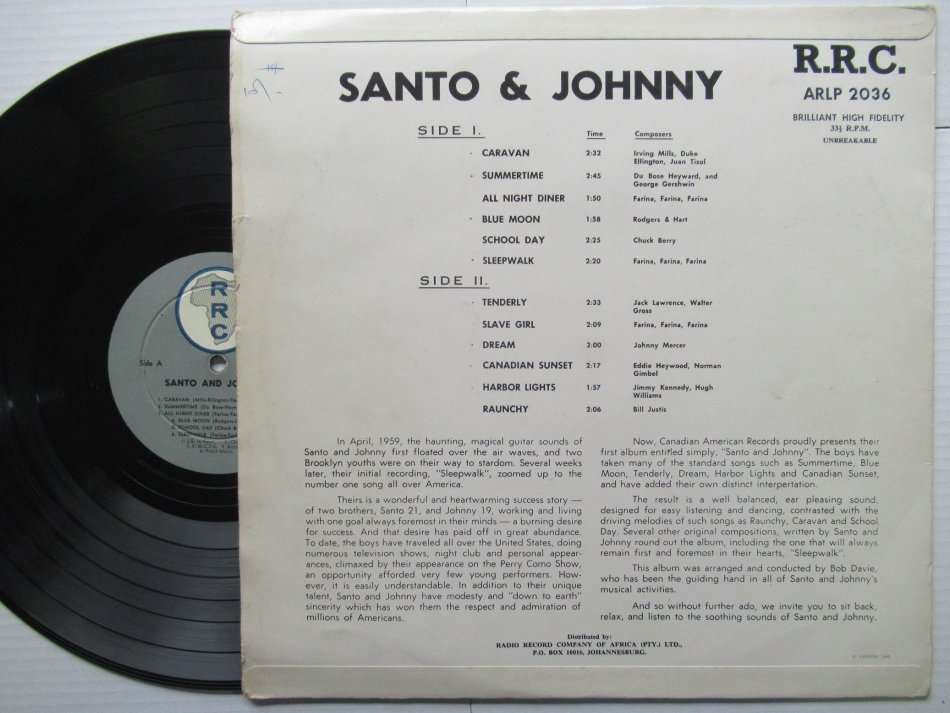 SANTO & JOHNNY
R.R.C.
ARLP 2036
BRILLIANT HIGH FIDELITY
33⅓ R.P.M.
UNBREAKABLE
SIDE I.
Time Composers
CARAVAN 2:32 Irving Mills, Duke
Ellington, Juan Tizol
SUMMERTIME 2:45 Du Bose Heyward, and
George Gershwin
ALL NIGHT DINER 1:50 Farina, Farina, Farina
BLUE MOON 1:58 Rodgers & Hart
SCHOOL DAY 2:25 Chuck Berry
SLEEPWALK 2:20 Farina, Farina, Farina
SIDE II.
TENDERLY 2:33 Jack Lawrence, Walter
Gross
SLAVE GIRL 2:09 Farina, Farina, Farina
DREAM 3:00 Johnny Mercer
CANADIAN SUNSET 2:17 Eddie Heywood, Norman
Gimbel
HARBOR LIGHTS 1:57 Jimmy Kennedy, Hugh
Williams
RAUNCHY 2:06 Bill Justis
In April, 1959, the haunting, magical guitar sounds of
Santo and Johnny first floated over the air waves, and two
Brooklyn youths were on their way to stardom. Several weeks
later, their initial recording, "Sleepwalk", zoomed up to the
number one song all over America.
Theirs is a wonderful and heartwarming success story —
of two brothers, Santo 21, and Johnny 19, working and living
with one goal always foremost in their minds — a burning desire
for success. And that desire has paid off in great abundance.
To date, the boys have traveled all over the United States, doing
numerous television shows, night club and personal appear-
ances, climaxed by their appearance on the Perry Como Show,
an opportunity afforded very few young performers. How-
ever, it is easily understandable. In addition to their unique
talent, Santo and Johnny have modesty and "down to earth"
sincerity which has won them the respect and admiration of
millions of Americans.
Now, Canadian American Records proudly presents their
first album entitled simply, "Santo and Johnny". The boys have
taken many of the standard songs such as Summertime, Blue
Moon, Tenderly, Dream, Harbor Lights and Canadian Sunset,
and have added their own distinct interpertation.
The result is a well balanced, ear pleasing sound,
designed for easy listening and dancing, contrasted with the
driving melodies of such songs as Raunchy, Caravan and School
Day. Several other original compositions, written by Santo and
Johnny round out the album, including the one that will always
remain first and foremost in their hearts, "Sleepwalk".
This album was arranged and conducted by Bob Davie,
who has been the guiding hand in all of Santo and Johnny's
musical activities.
And so without further ado, we invite you to sit back,
relax, and listen to the soothing sounds of Santo and Johnny.
Distributed by:
RADIO RECORD COMPANY OF AFRICA (PTY.) LTD.,
P.O. BOX 10016, JOHANNESBURG.
R
R
C
Side A
SANTO AND JO
1. CARAVAN
2. SUMMERTIME
3. ALL NIGHT DINER
4. BLUE MOON
5. SCHOOL DAY